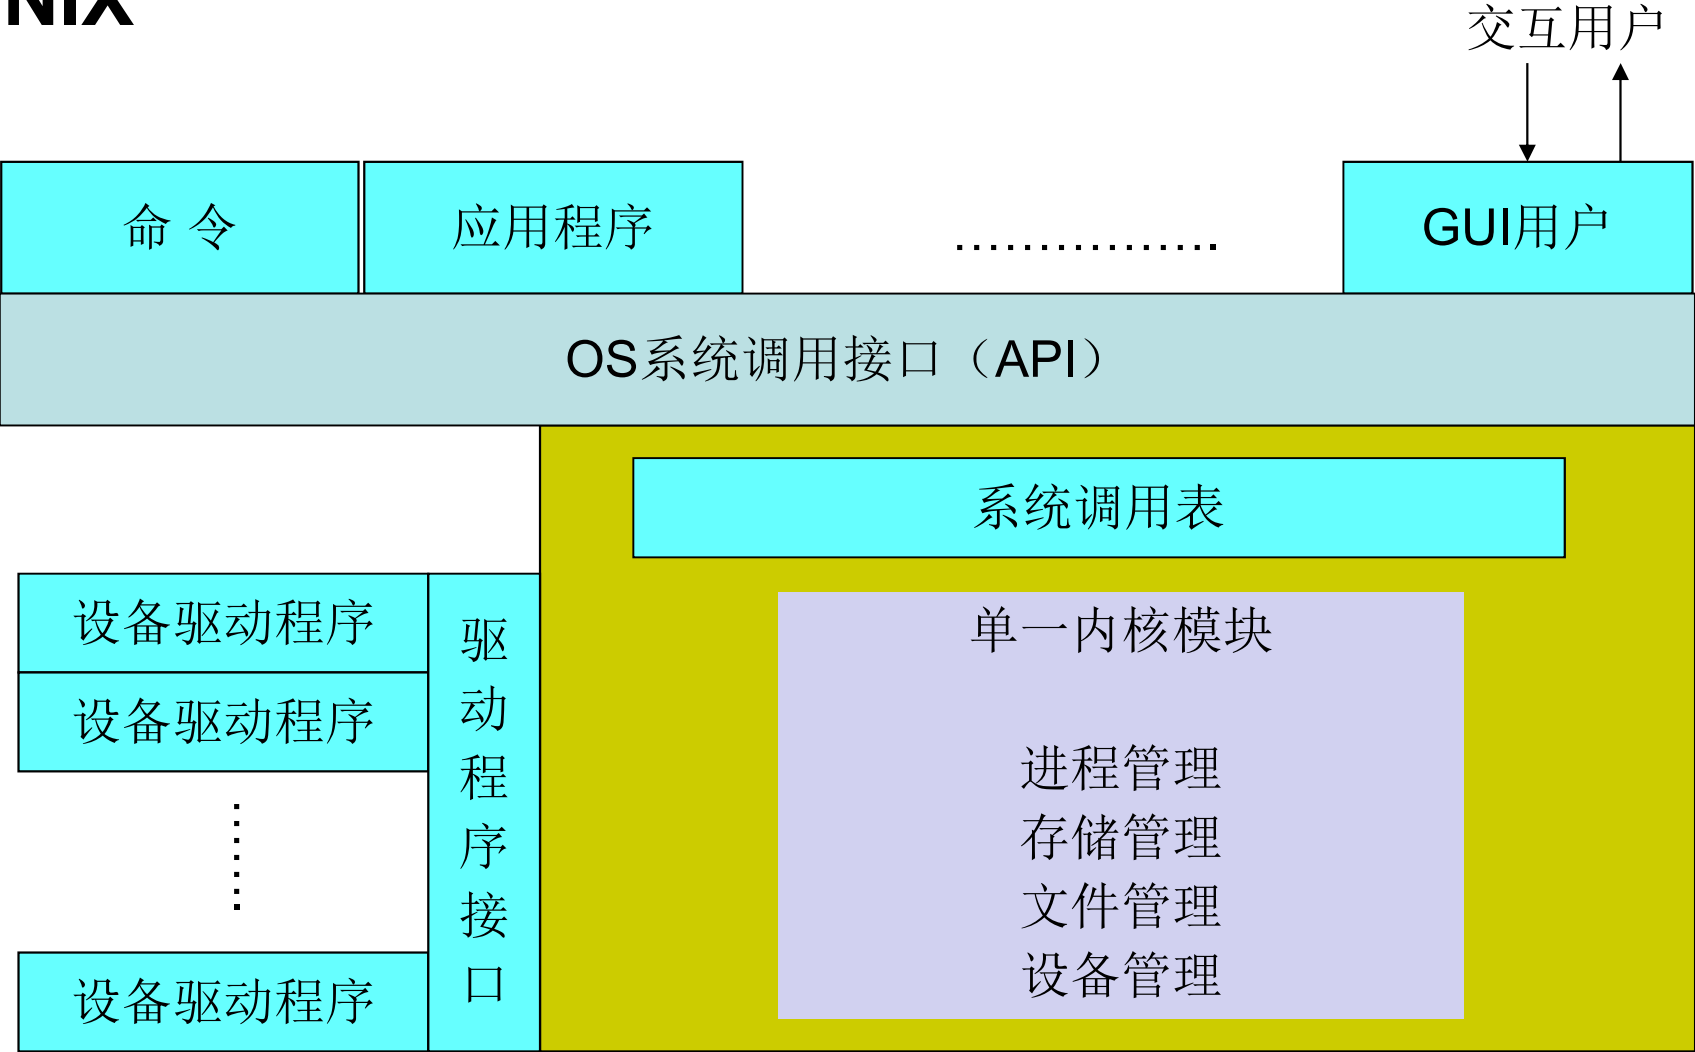 NIX
交互用户
命 令
应用程序
……………
GUI用户
OS系统调用接口（API）
系统调用表
设备驱动程序
设备驱动程序
……
设备驱动程序
驱
动
程
序
接
口
单一内核模块
进程管理
存储管理
文件管理
设备管理